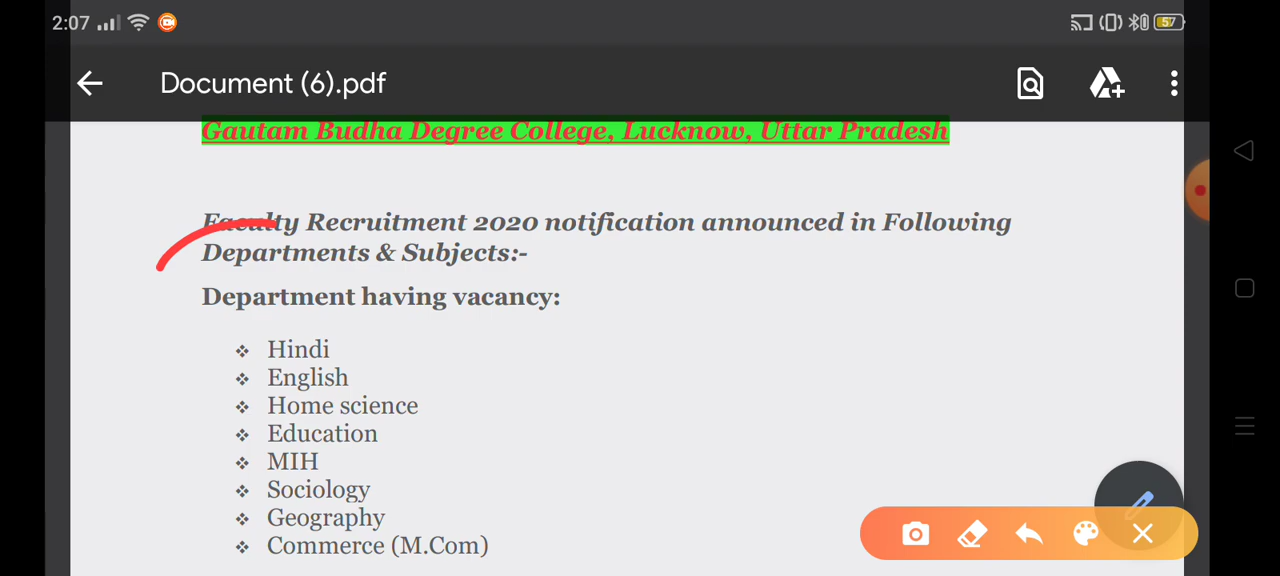 2:07
57
Document (6).pdf
Gautam Budha Degree College, Lucknow, Uttar Pradesh
Faculty Recruitment 2020 notification announced in Following
Departments & Subjects:-
Department having vacancy:
❖ Hindi
❖ English
❖ Home science
❖ Education
❖ MIH
❖ Sociology
❖ Geography
❖ Commerce (M.Com)